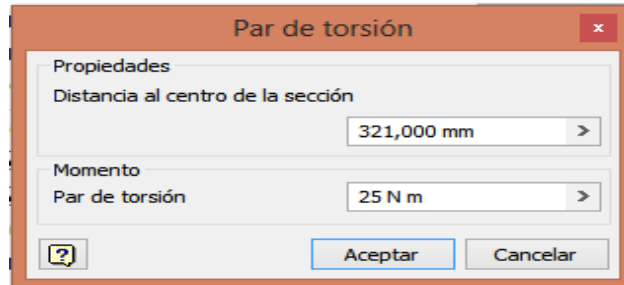 Par de torsión
x
Propiedades
Distancia al centro de la sección
321,000 mm >
Momento
Par de torsión 25 N m >
? Aceptar Cancelar